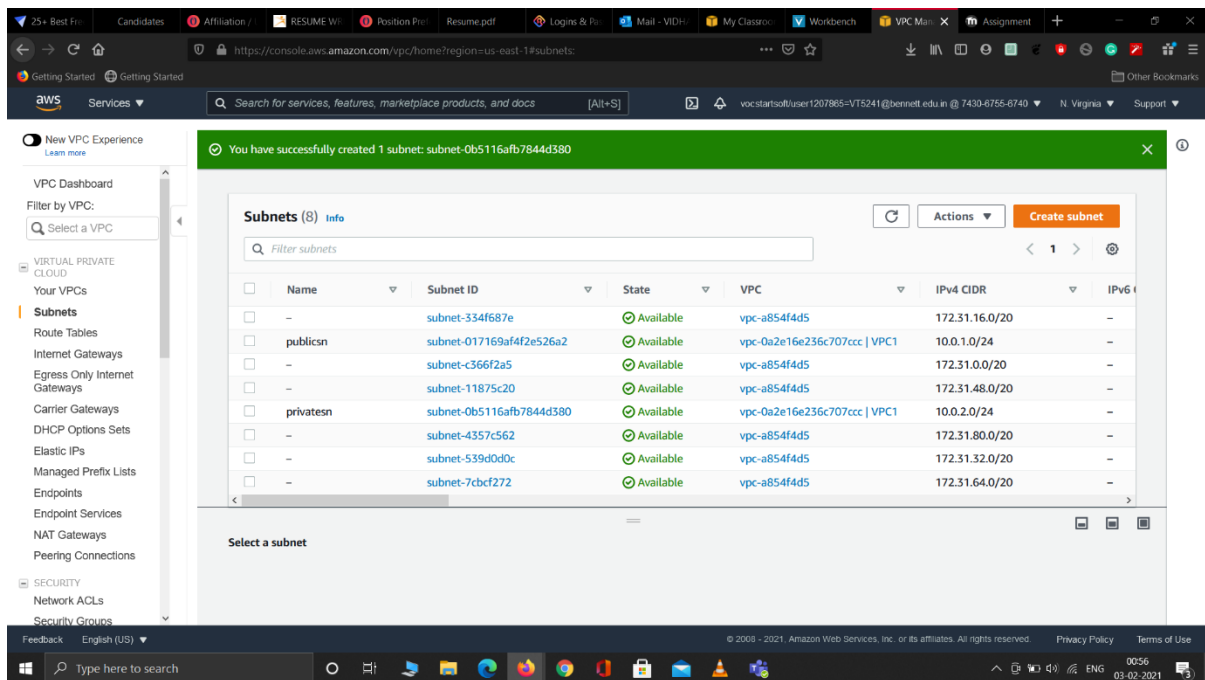 25+ Best Fre Candidates Affiliation / RESUME WR Position Pref Resume.pdf Logins & Pas Mail - VIDH My Classroo Workbench VPC Man Assignment
https://console.aws.amazon.com/vpc/home?region=us-east-1#subnets:
Getting Started Getting Started Other Bookmarks
aws Services Search for services, features, marketplace products, and docs [Alt+S] vocstartsoft/user1207865=VT5241@bennett.edu.in @ 7430-6755-6740 N. Virginia Support
New VPC Experience
Learn more
You have successfully created 1 subnet: subnet-0b5116afb7844d380
VPC Dashboard
Filter by VPC:
Select a VPC
VIRTUAL PRIVATE
CLOUD
Your VPCs
Subnets
Route Tables
Internet Gateways
Egress Only Internet
Gateways
Carrier Gateways
DHCP Options Sets
Elastic IPs
Managed Prefix Lists
Endpoints
Endpoint Services
NAT Gateways
Peering Connections
SECURITY
Network ACLs
Security Groups
Subnets (8) Info Actions Create subnet
Filter subnets 1
Name Subnet ID State VPC IPv4 CIDR IPv6
– subnet-334f687e Available vpc-a854f4d5 172.31.16.0/20 –
publicsn subnet-017169af4f2e526a2 Available vpc-0a2e16e236c707ccc | VPC1 10.0.1.0/24 –
– subnet-c366f2a5 Available vpc-a854f4d5 172.31.0.0/20 –
– subnet-11875c20 Available vpc-a854f4d5 172.31.48.0/20 –
privatesn subnet-0b5116afb7844d380 Available vpc-0a2e16e236c707ccc | VPC1 10.0.2.0/24 –
– subnet-4357c562 Available vpc-a854f4d5 172.31.80.0/20 –
– subnet-539d0d0c Available vpc-a854f4d5 172.31.32.0/20 –
– subnet-7cbcf272 Available vpc-a854f4d5 172.31.64.0/20 –
Select a subnet
Feedback English (US) © 2008 - 2021, Amazon Web Services, Inc. or its affiliates. All rights reserved. Privacy Policy Terms of Use
Type here to search ENG 00:56
03-02-2021